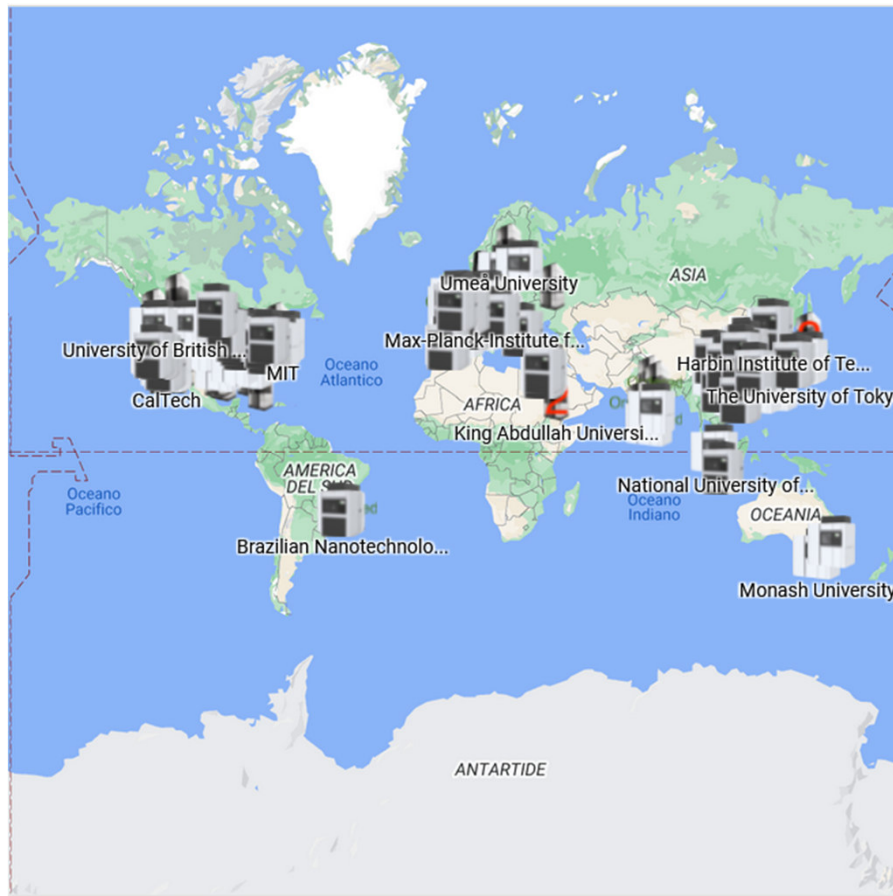 ASIA
Umeå University
University of British ...
Max-Planck-Institute f...
Oceano
Atlantico
MIT
Harbin Institute of Te...
CalTech
The University of Toky
AFRICA
King Abdullah Universi...
AMERICA
DEL SUD
Oceano
Pacifico
National University of...
Oceano
Indiano
OCEANIA
Brazilian Nanotechnolo...
Monash University
ANTARTIDE